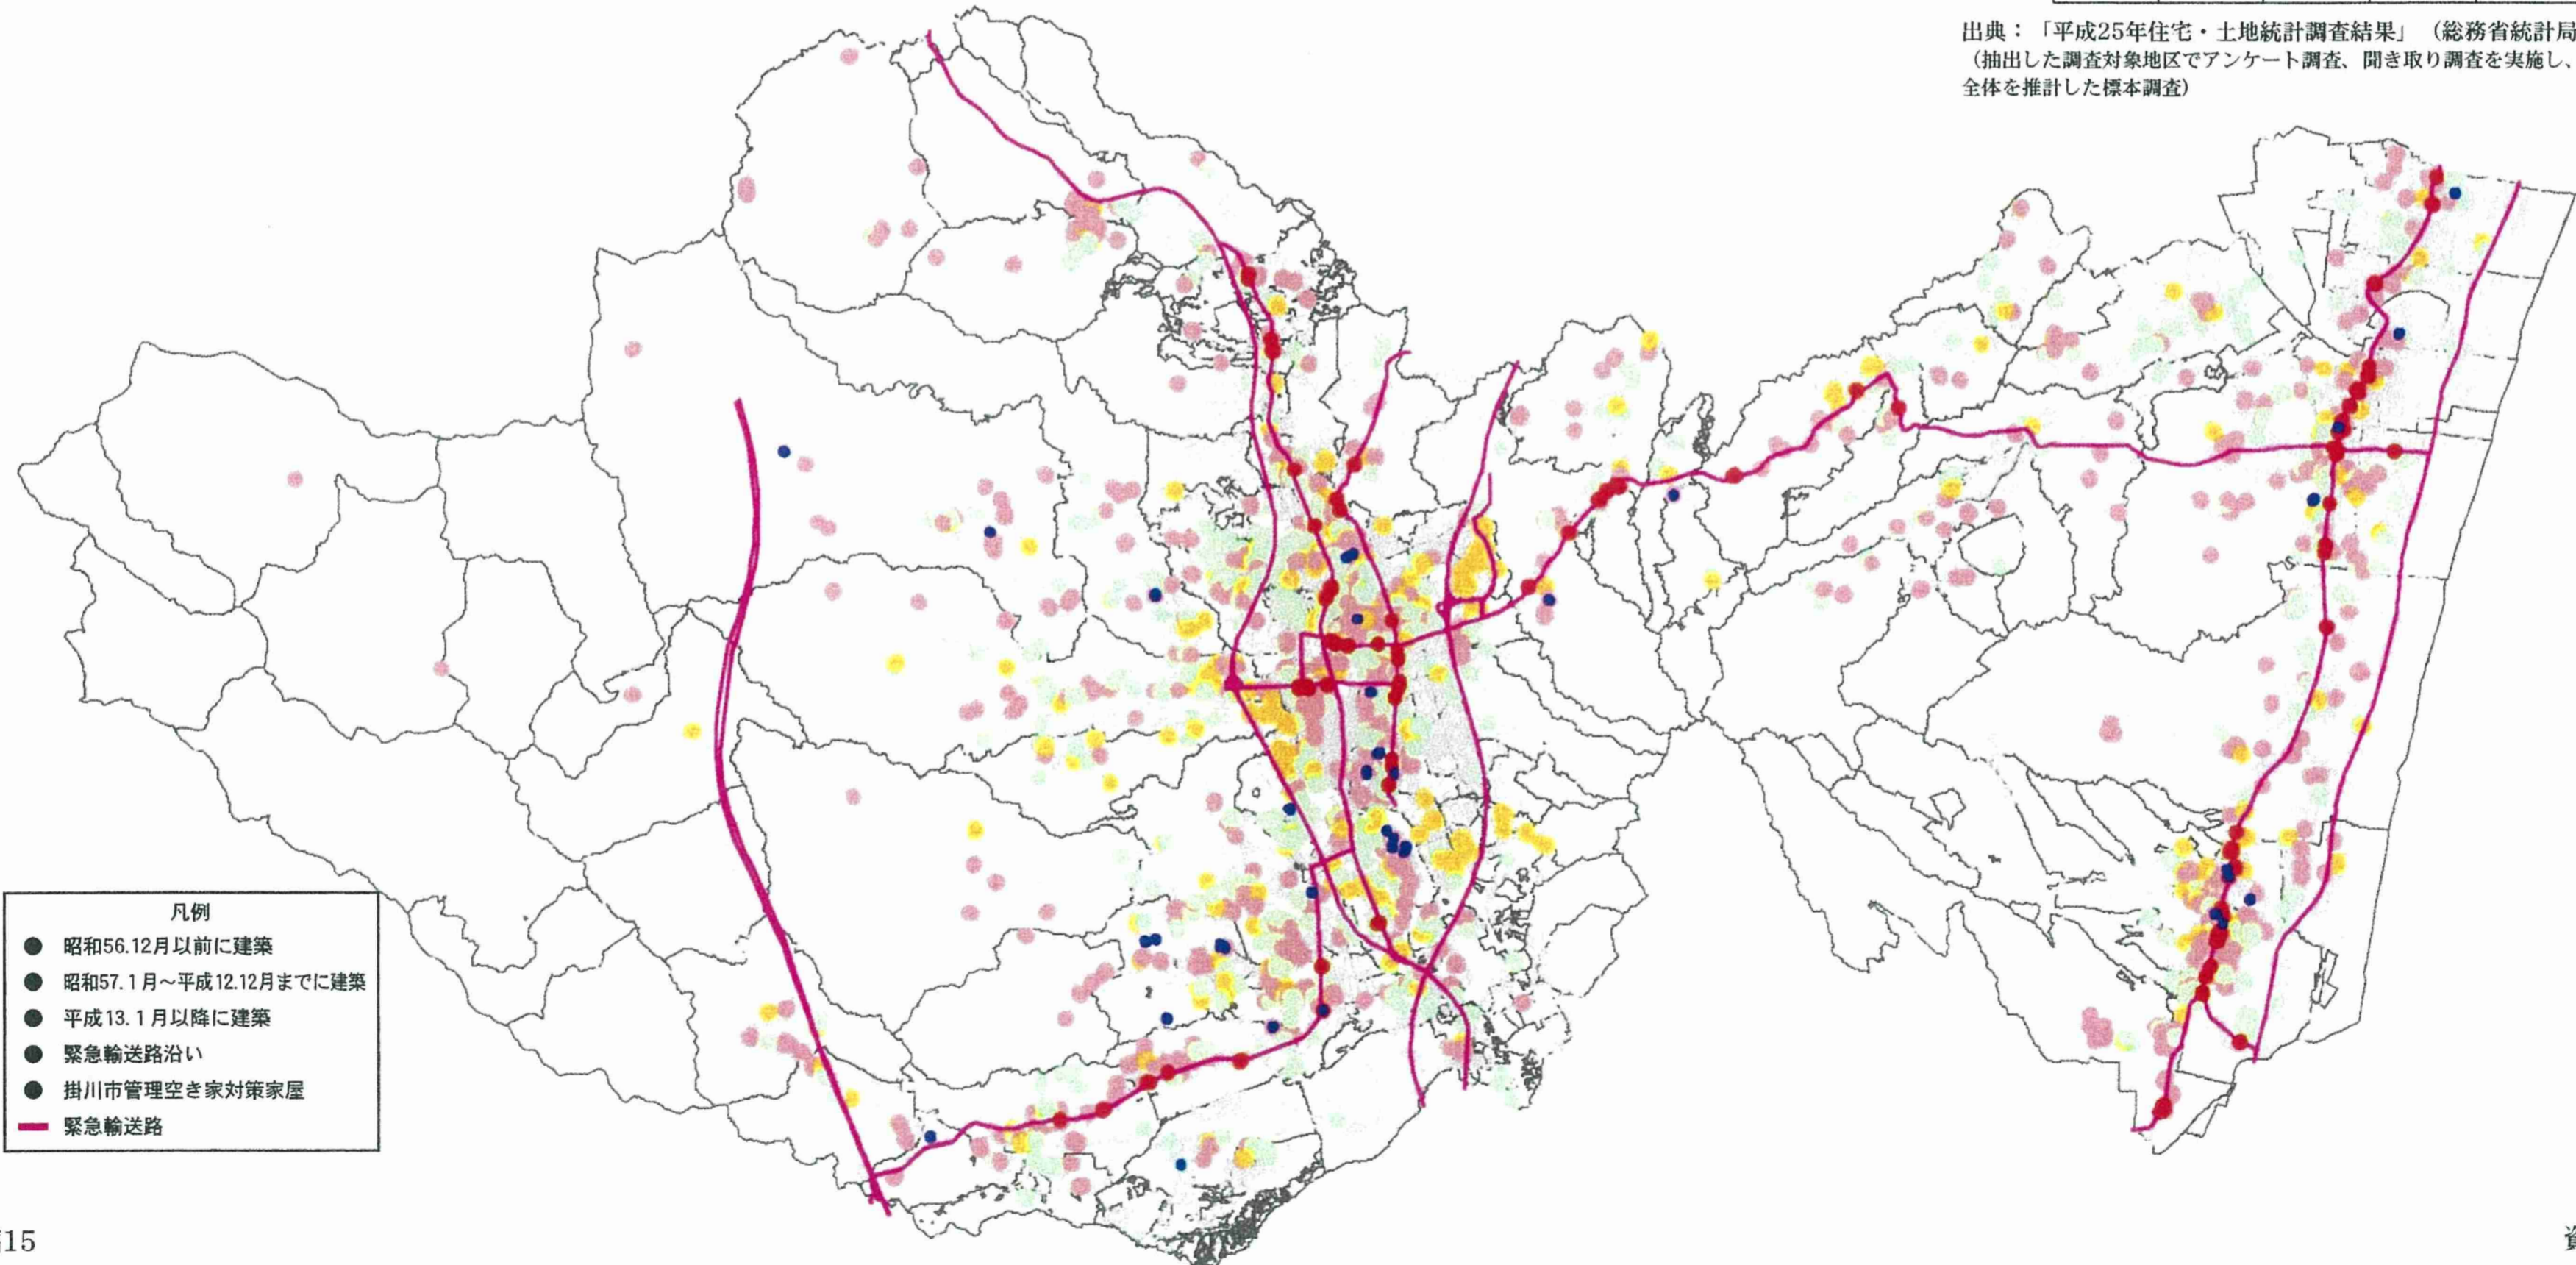 出典：「平成25年住宅・土地統計調査結果」（総務省統計局
（抽出した調査対象地区でアンケート調査、聞き取り調査を実施し、
全体を推計した標本調査）
凡例
昭和56.12月以前に建築
昭和57.1月～平成12.12月までに建築
平成13.1月以降に建築
緊急輸送路沿い
掛川市管理空き家対策家屋
緊急輸送路
15